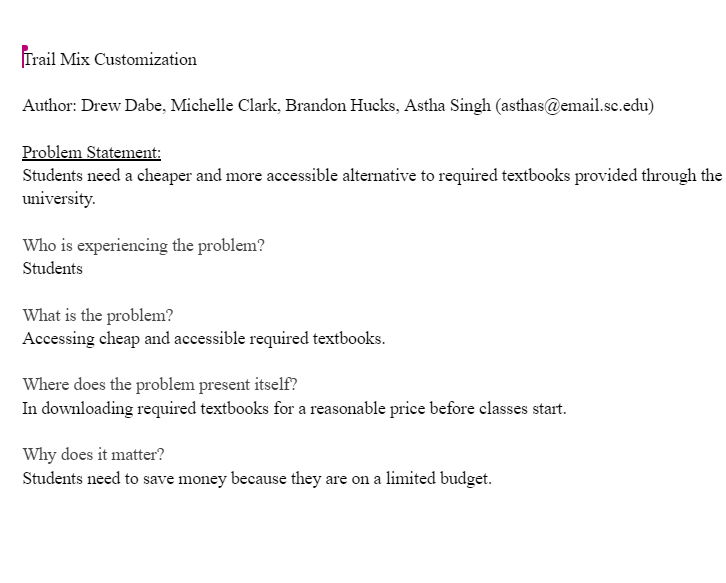 Trail Mix Customization
Author: Drew Dabe, Michelle Clark, Brandon Hucks, Astha Singh (asthas@email.sc.edu)
Problem Statement:
Students need a cheaper and more accessible alternative to required textbooks provided through the
university.
Who is experiencing the problem?
Students
What is the problem?
Accessing cheap and accessible required textbooks.
Where does the problem present itself?
In downloading required textbooks for a reasonable price before classes start.
Why does it matter?
Students need to save money because they are on a limited budget.